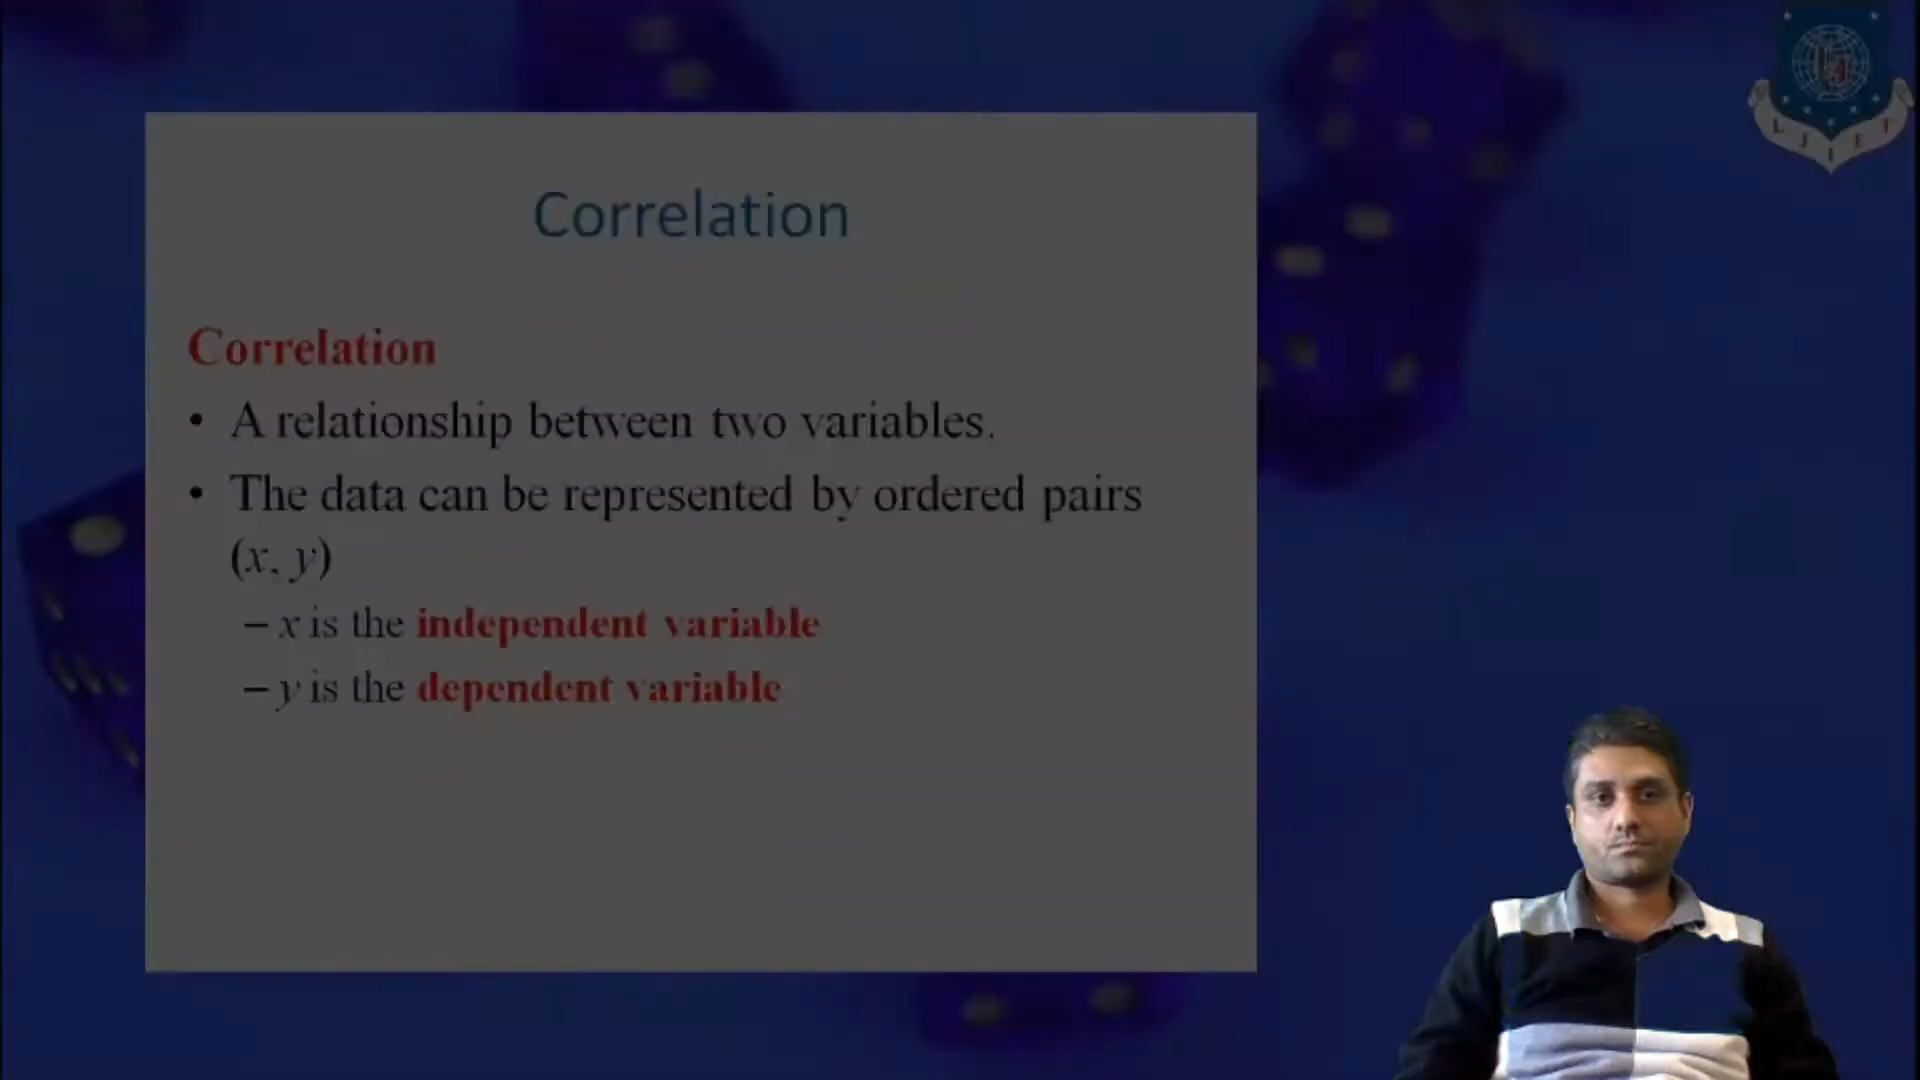 Correlation
Correlation
• A relationship between two variables.
• The data can be represented by ordered pairs
(x, y)
– x is the independent variable
– y is the dependent variable
LJ
L J I E T